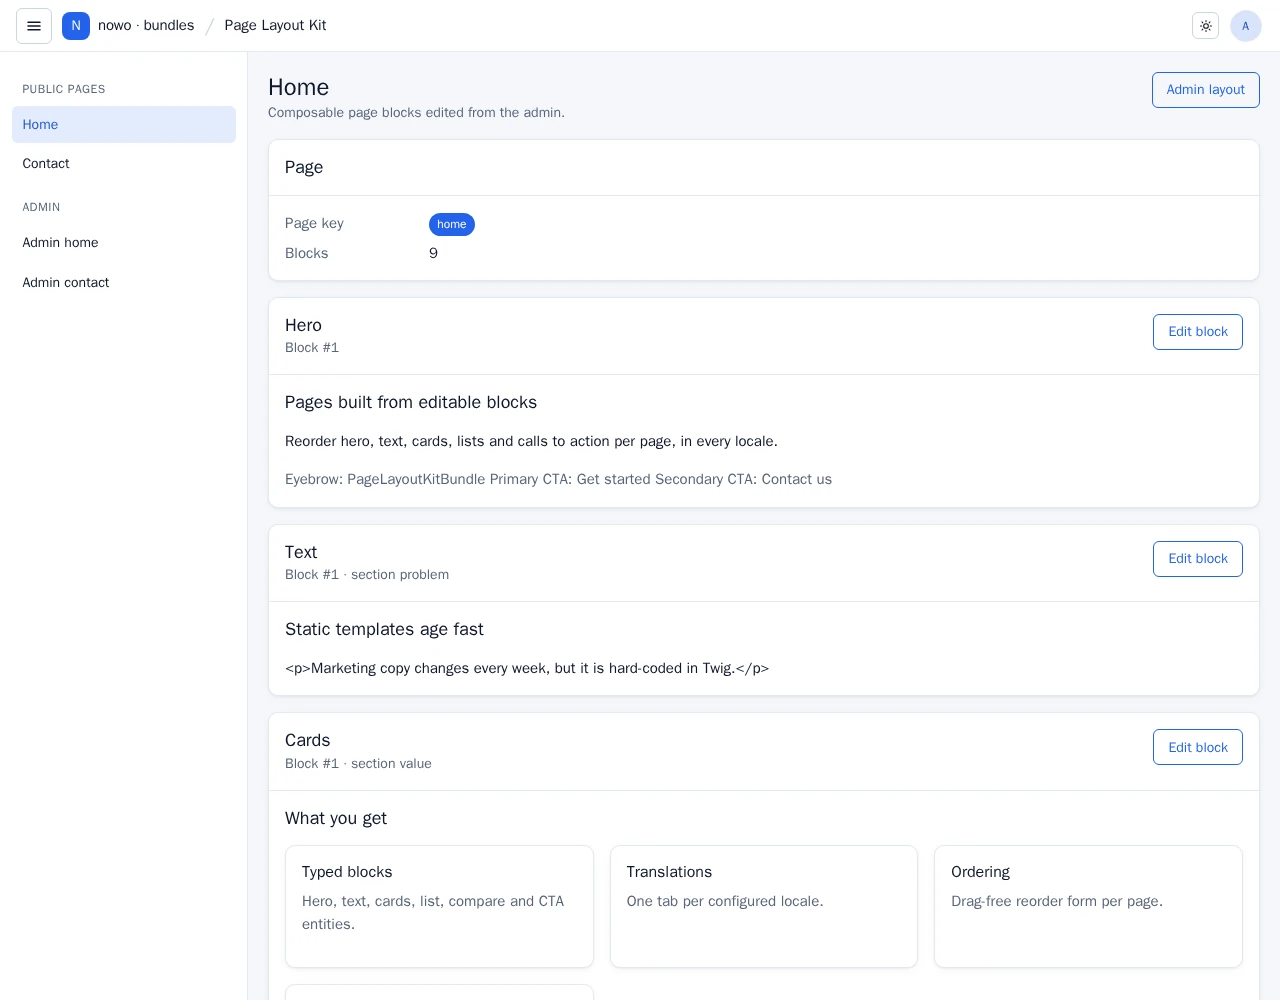 N nowo · bundles / Page Layout Kit A
PUBLIC PAGES
Home
Contact
ADMIN
Admin home
Admin contact
Home
Composable page blocks edited from the admin.
Admin layout
Page
Page key home
Blocks 9
Hero
Block #1
Edit block
Pages built from editable blocks
Reorder hero, text, cards, lists and calls to action per page, in every locale.
Eyebrow: PageLayoutKitBundle Primary CTA: Get started Secondary CTA: Contact us
Text
Block #1 · section problem
Edit block
Static templates age fast
<p>Marketing copy changes every week, but it is hard-coded in Twig.</p>
Cards
Block #1 · section value
Edit block
What you get
Typed blocks
Hero, text, cards, list, compare and CTA
entities.
Translations
One tab per configured locale.
Ordering
Drag-free reorder form per page.